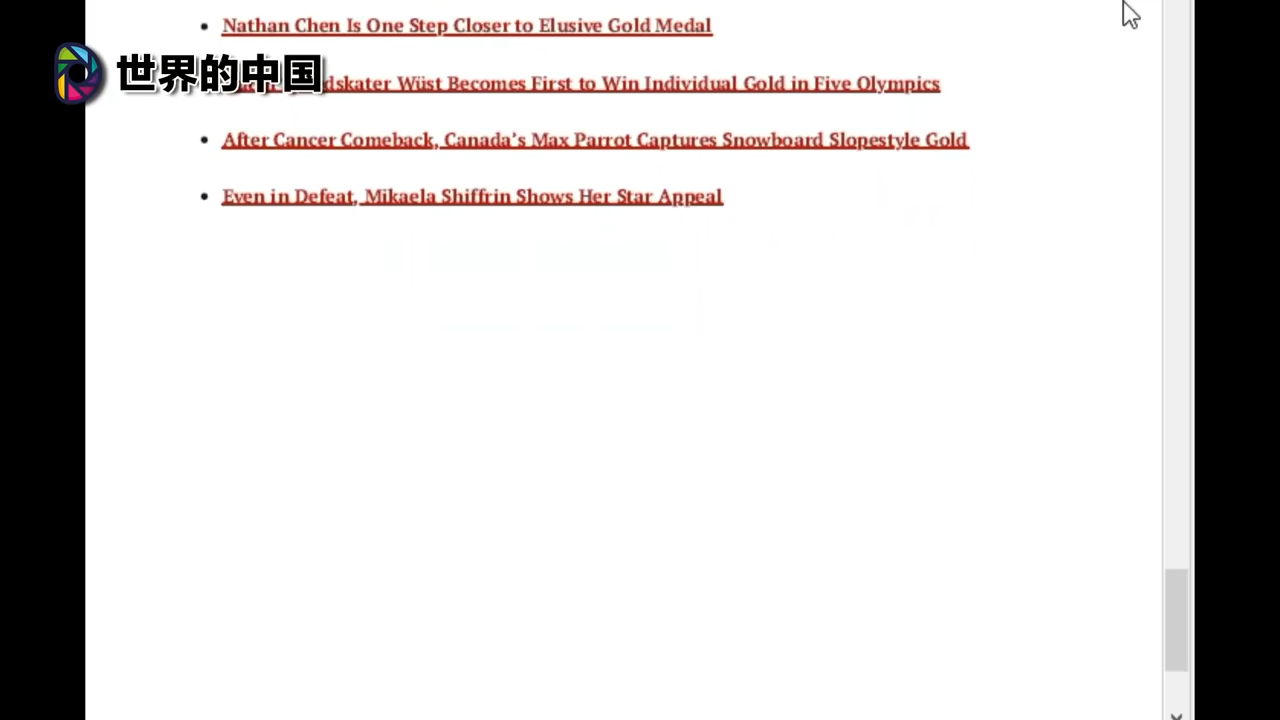 Nathan Chen Is One Step Closer to Elusive Gold Medal
世界的中国
Wüst Becomes First to Win Individual Gold in Five Olympics
After Cancer Comeback, Canada's Max Parrot Captures Snowboard Slopestyle Gold
Even in Defeat, Mikaela Shiffrin Shows Her Star Appeal